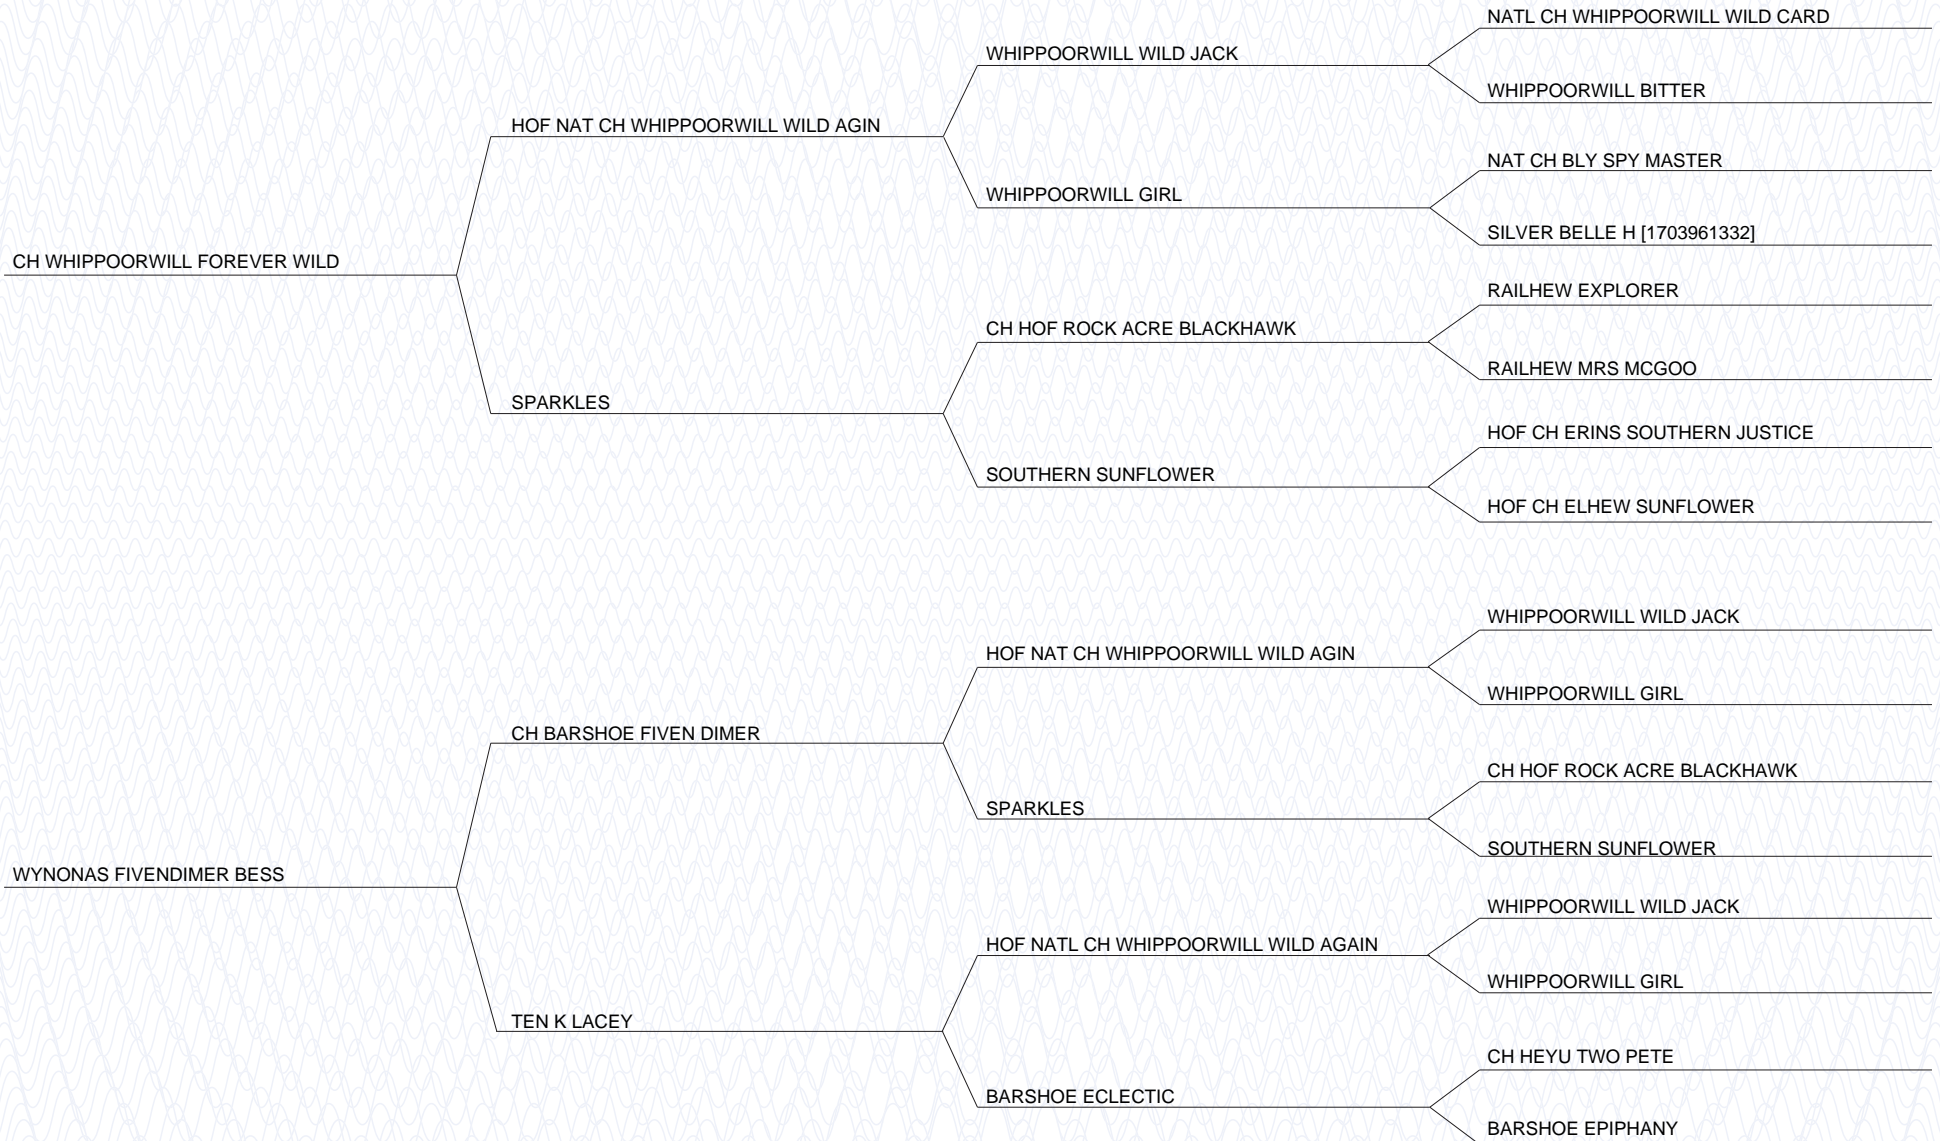 NATL CH WHIPPOORWILL WILD CARD
WHIPPOORWILL WILD JACK
WHIPPOORWILL BITTER
HOF NAT CH WHIPPOORWILL WILD AGIN
NAT CH BLY SPY MASTER
WHIPPOORWILL GIRL
SILVER BELLE H [1703961332]
CH WHIPPOORWILL FOREVER WILD
RAILHEW EXPLORER
CH HOF ROCK ACRE BLACKHAWK
RAILHEW MRS MCGOO
SPARKLES
HOF CH ERINS SOUTHERN JUSTICE
SOUTHERN SUNFLOWER
HOF CH ELHEW SUNFLOWER
WHIPPOORWILL WILD JACK
HOF NAT CH WHIPPOORWILL WILD AGIN
WHIPPOORWILL GIRL
CH BARSHOE FIVEN DIMER
CH HOF ROCK ACRE BLACKHAWK
SPARKLES
SOUTHERN SUNFLOWER
WYNONAS FIVENDIMER BESS
WHIPPOORWILL WILD JACK
HOF NATL CH WHIPPOORWILL WILD AGAIN
WHIPPOORWILL GIRL
TEN K LACEY
CH HEYU TWO PETE
BARSHOE ECLECTIC
BARSHOE EPIPHANY